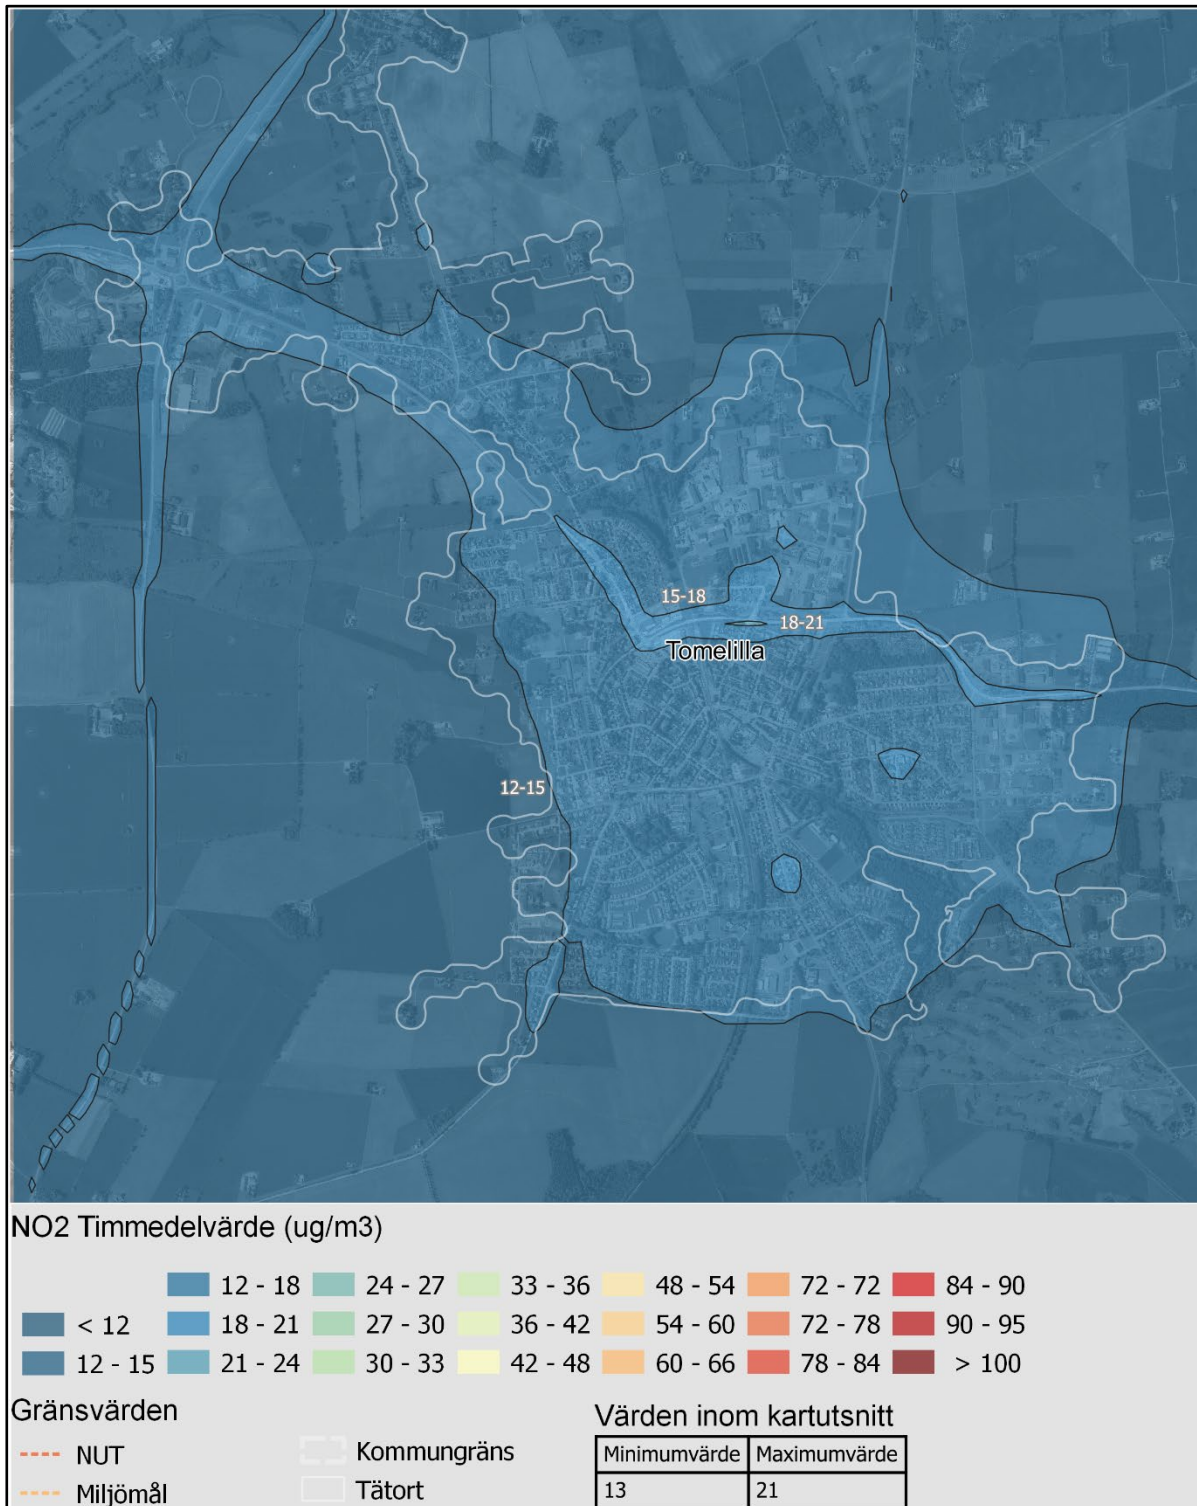 15-18
18-21
Tomelilla
12-15
NO2 Timmedelvärde (ug/m3)
12 - 18 24 - 27 33 - 36 48 - 54 72 - 72 84 - 90
< 12 18 - 21 27 - 30 36 - 42 54 - 60 72 - 78 90 - 95
12 - 15 21 - 24 30 - 33 42 - 48 60 - 66 78 - 84 > 100
Gränsvärden
NUT
Miljömål
Kommungräns
Tätort
Värden inom kartutsnitt
Minimumvärde Maximumvärde
13 21